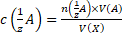 c(1/z A) = n(1/z A)×V(A) / V(X)